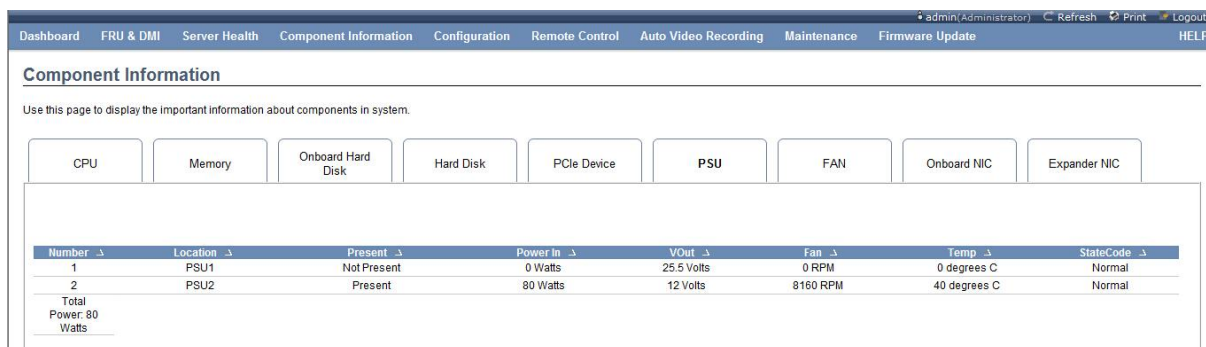 admin(Administrator) Refresh Print Logout
Dashboard FRU & DMI Server Health Component Information Configuration Remote Control Auto Video Recording Maintenance Firmware Update HELP
Component Information
Use this page to display the important information about components in system.
CPU Memory Onboard Hard Disk Hard Disk PCIe Device PSU FAN Onboard NIC Expander NIC
Number Location Present Power In VOut Fan Temp StateCode
1 PSU1 Not Present 0 Watts 25.5 Volts 0 RPM 0 degrees C Normal
2 PSU2 Present 80 Watts 12 Volts 8160 RPM 40 degrees C Normal
Total
Power: 80
Watts